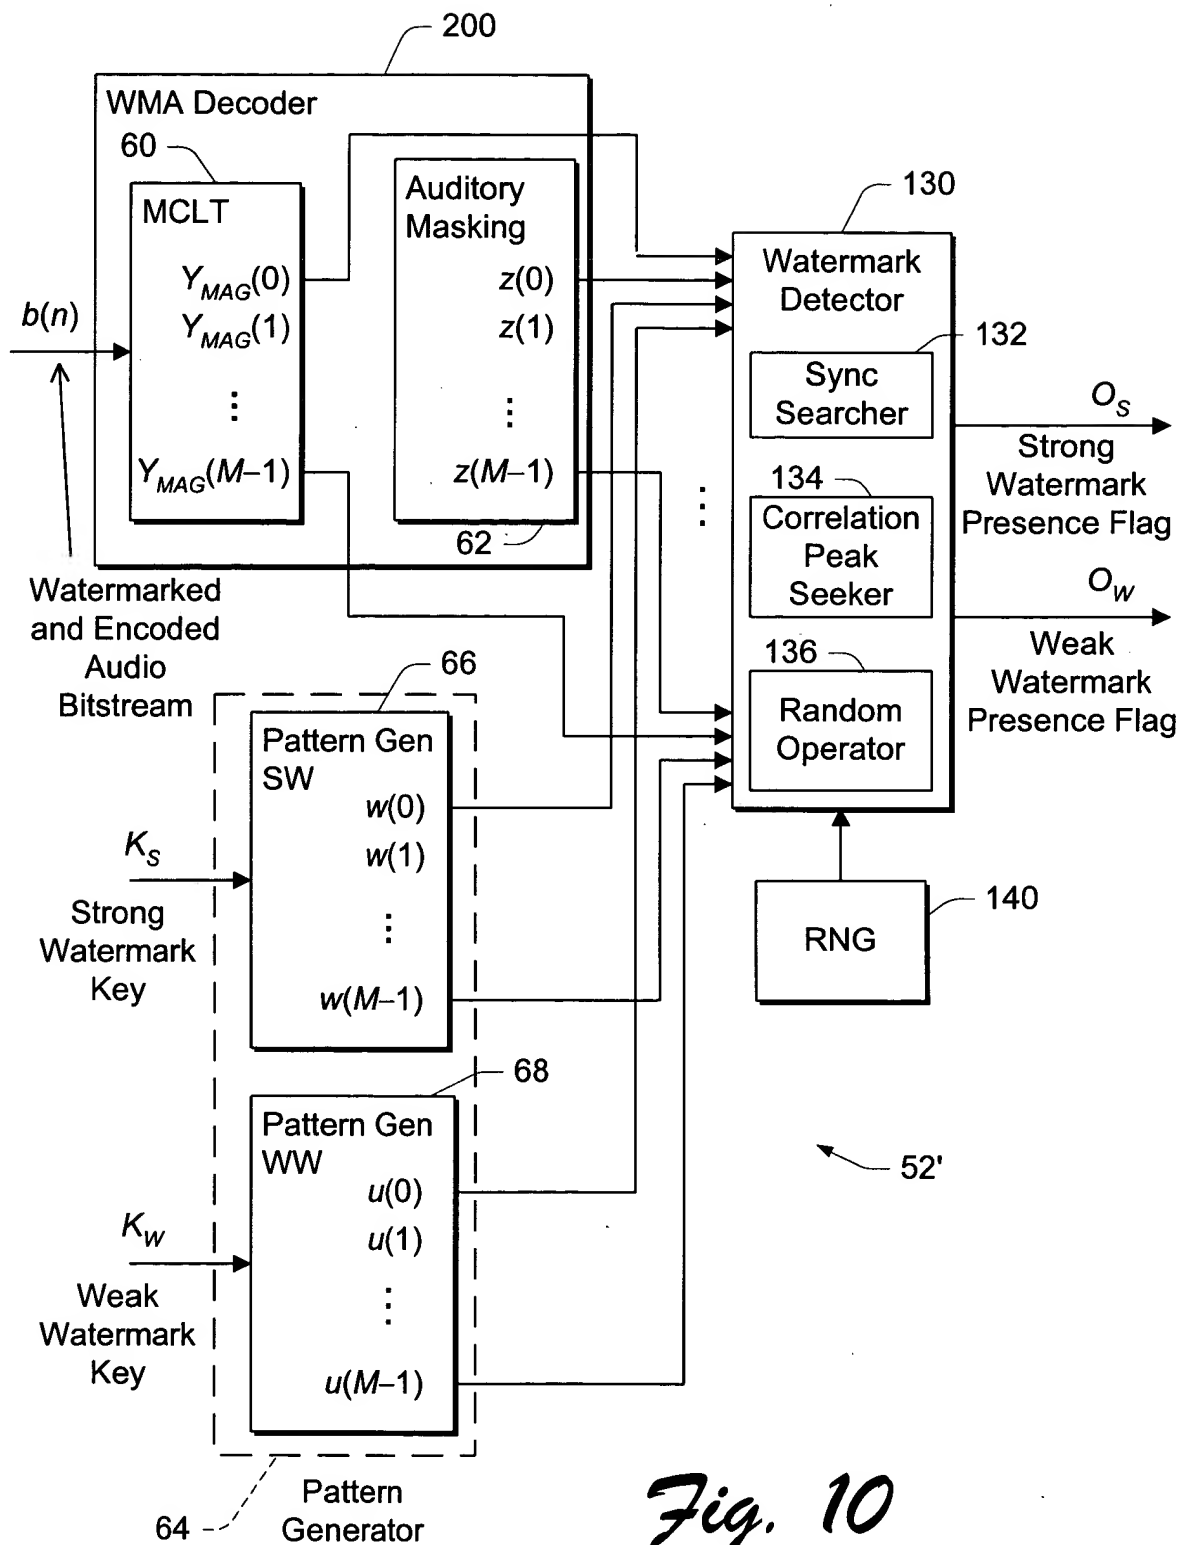 200
WMA Decoder
60
MCLT
Y_MAG(0)
Y_MAG(1)
⋮
Y_MAG(M–1)
Auditory
Masking
z(0)
z(1)
⋮
z(M–1)
62
b(n)
Watermarked
and Encoded
Audio
Bitstream
130
Watermark
Detector
132
Sync
Searcher
134
Correlation
Peak
Seeker
136
Random
Operator
⋮
O_S
Strong
Watermark
Presence Flag
O_W
Weak
Watermark
Presence Flag
66
Pattern Gen
SW
w(0)
w(1)
⋮
w(M–1)
K_S
Strong
Watermark
Key
140
RNG
68
Pattern Gen
WW
u(0)
u(1)
⋮
u(M–1)
K_W
Weak
Watermark
Key
52'
64
Pattern
Generator
Fig. 10